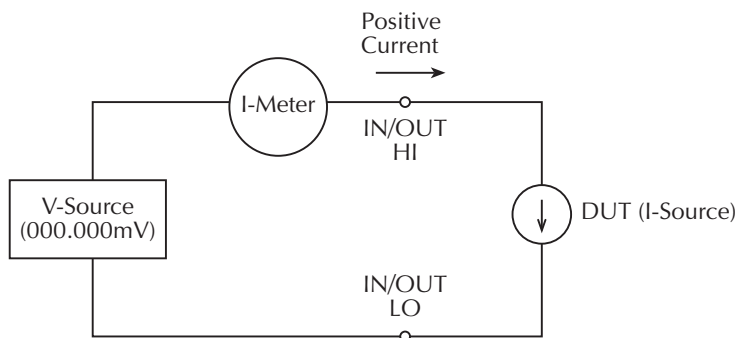 Positive
Current
I-Meter
IN/OUT
HI
V-Source
(000.000mV)
DUT (I-Source)
IN/OUT
LO